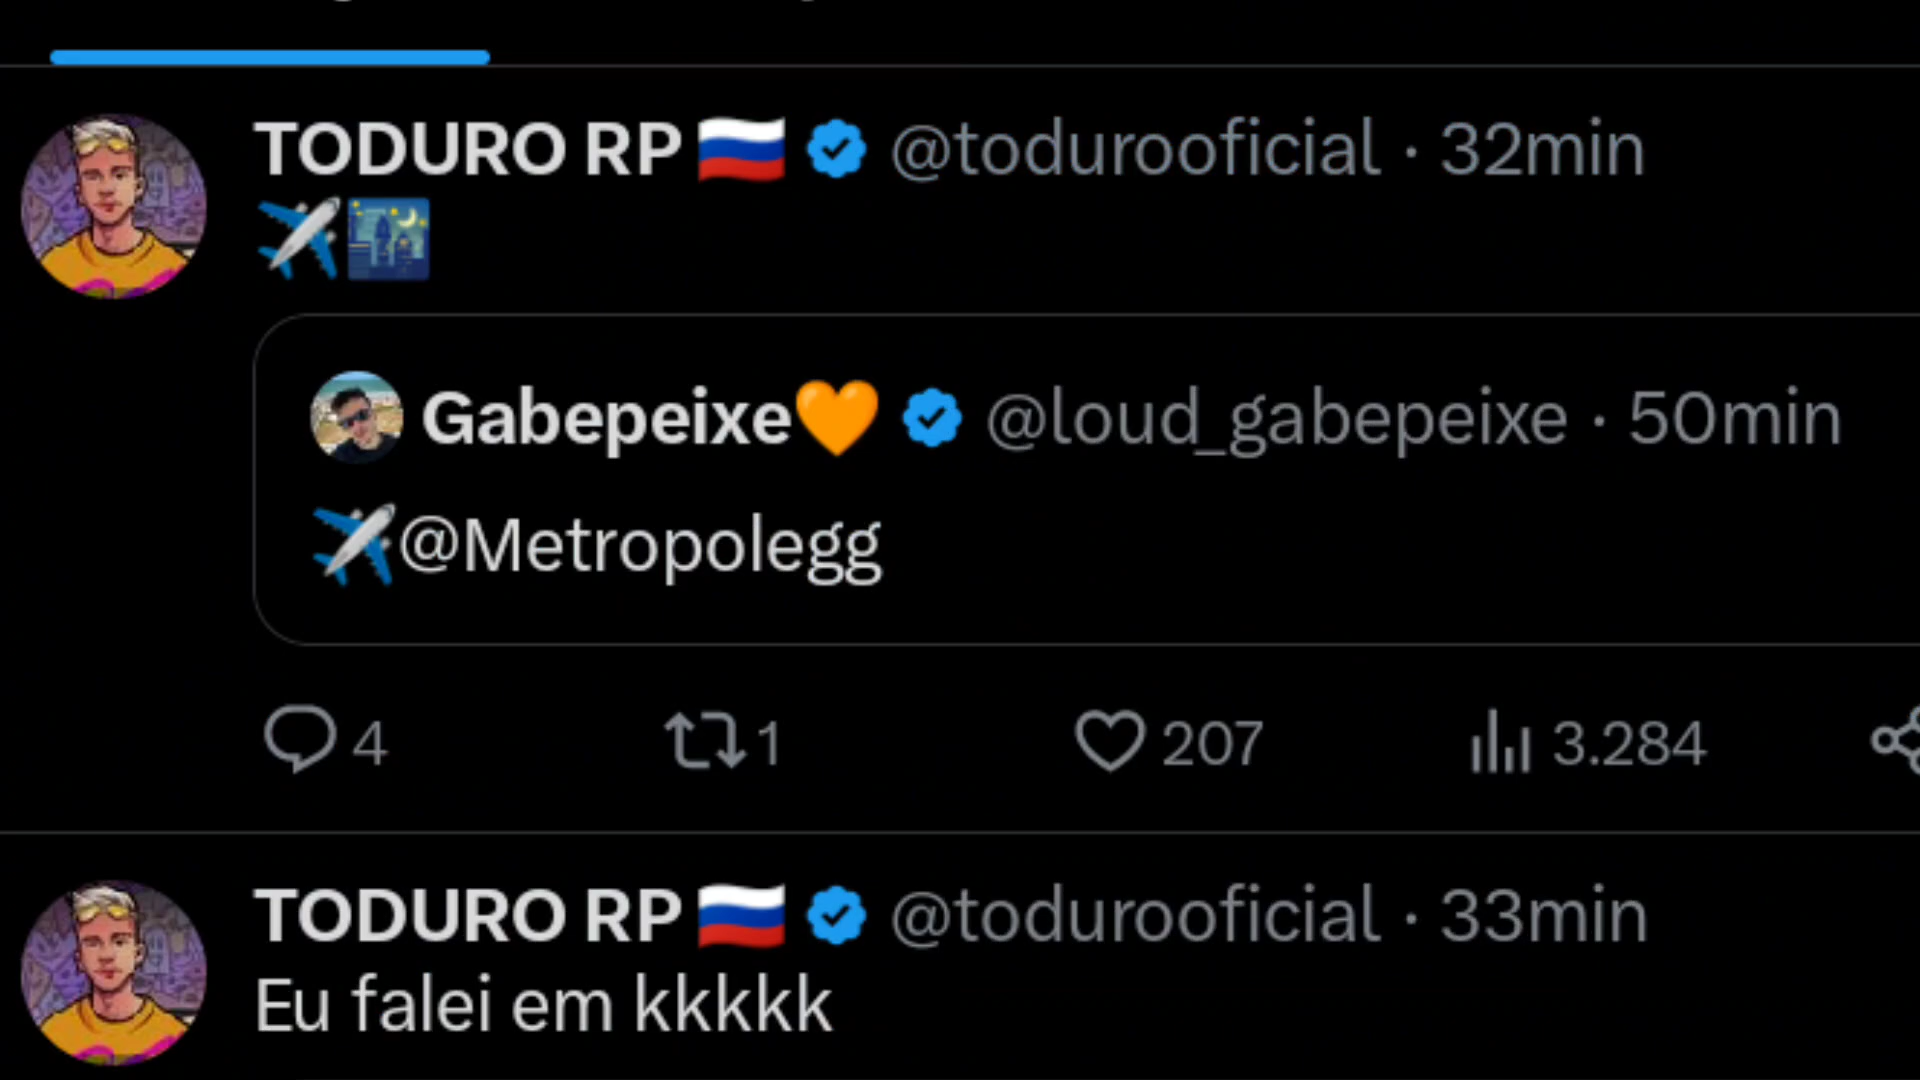 TODURO RP 🇷🇺 @todurooficial · 32min
✈️🌃
Gabepeixe🧡 @loud_gabepeixe · 50min
✈️@Metropolegg
4 1 207 3.284
TODURO RP 🇷🇺 @todurooficial · 33min
Eu falei em kkkkk